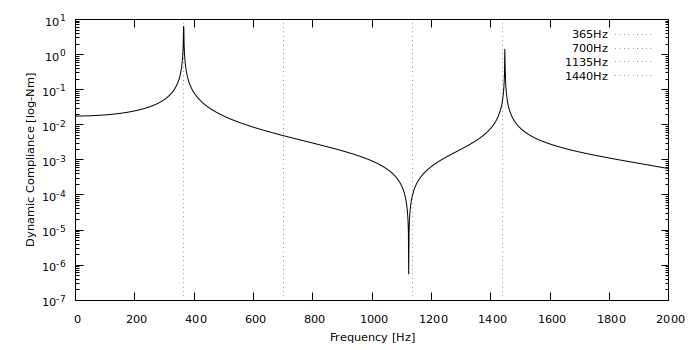 10^1
10^0
10^-1
10^-2
10^-3
10^-4
10^-5
10^-6
10^-7
Dynamic Compliance [log-Nm]
365Hz
700Hz
1135Hz
1440Hz
0 200 400 600 800 1000 1200 1400 1600 1800 2000
Frequency [Hz]